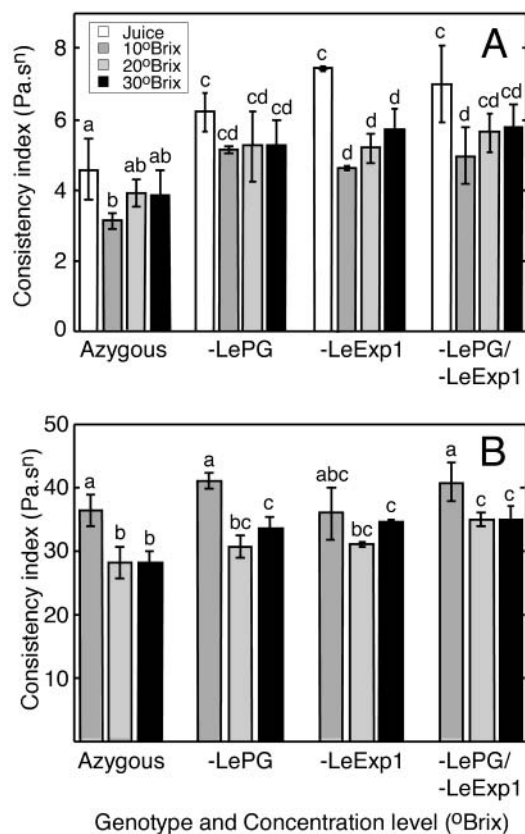 A
Juice
10°Brix
20°Brix
30°Brix
Consistency index (Pa.sⁿ)
8
6
4
2
0
a
b
ab
ab
c
cd
cd
cd
c
d
d
d
c
cd
cd
cd
Azygous
-LePG
-LeExp1
-LePG/
-LeExp1
B
Consistency index (Pa.sⁿ)
50
40
30
20
10
a
b
b
a
bc
c
abc
bc
c
a
c
c
Azygous
-LePG
-LeExp1
-LePG/
-LeExp1
Genotype and Concentration level (°Brix)